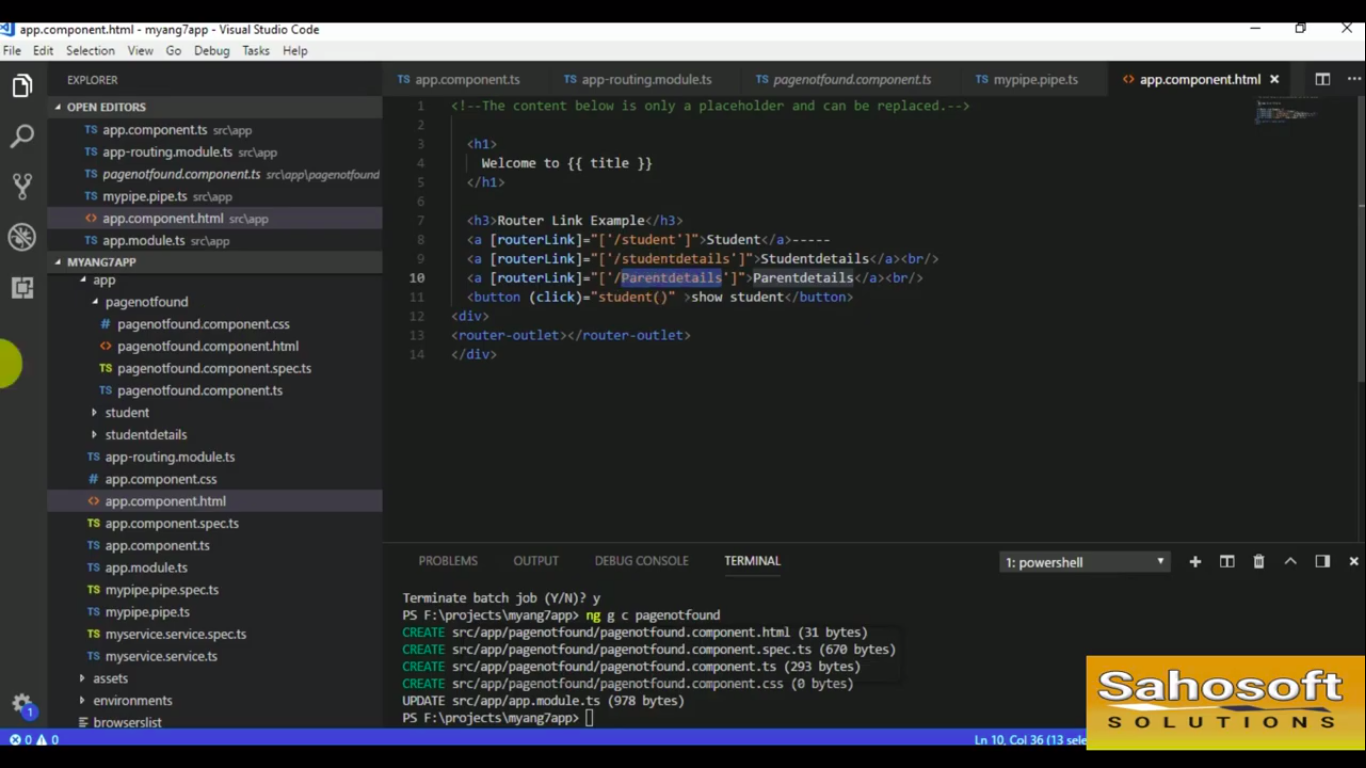 app.component.html - myang7app - Visual Studio Code
File Edit Selection View Go Debug Tasks Help
EXPLORER
OPEN EDITORS
TS app.component.ts src\app
TS app-routing.module.ts src\app
TS pagenotfound.component.ts src\app\pagenotfound
TS mypipe.pipe.ts src\app
<> app.component.html src\app
TS app.module.ts src\app
MYANG7APP
app
pagenotfound
# pagenotfound.component.css
<> pagenotfound.component.html
TS pagenotfound.component.spec.ts
TS pagenotfound.component.ts
student
studentdetails
TS app-routing.module.ts
# app.component.css
<> app.component.html
TS app.component.spec.ts
TS app.component.ts
TS app.module.ts
TS mypipe.pipe.spec.ts
TS mypipe.pipe.ts
TS myservice.service.spec.ts
TS myservice.service.ts
assets
environments
browserslist
TS app.component.ts TS app-routing.module.ts TS pagenotfound.component.ts TS mypipe.pipe.ts <> app.component.html
1 <!--The content below is only a placeholder and can be replaced.-->
2
3 <h1>
4 Welcome to {{ title }}
5 </h1>
6
7 <h3>Router Link Example</h3>
8 <a [routerLink]="['/student']">Student</a>-----
9 <a [routerLink]="['/studentdetails']">Studentdetails</a><br/>
10 <a [routerLink]="['/Parentdetails']">Parentdetails</a><br/>
11 <button (click)="student()" >show student</button>
12 <div>
13 <router-outlet></router-outlet>
14 </div>
PROBLEMS OUTPUT DEBUG CONSOLE TERMINAL 1: powershell
Terminate batch job (Y/N)? y
PS F:\projects\myang7app> ng g c pagenotfound
CREATE src/app/pagenotfound/pagenotfound.component.html (31 bytes)
CREATE src/app/pagenotfound/pagenotfound.component.spec.ts (670 bytes)
CREATE src/app/pagenotfound/pagenotfound.component.ts (293 bytes)
CREATE src/app/pagenotfound/pagenotfound.component.css (0 bytes)
UPDATE src/app/app.module.ts (978 bytes)
PS F:\projects\myang7app>
1
0 0
Ln 10, Col 36 (13 sele
Sahosoft
SOLUTIONS